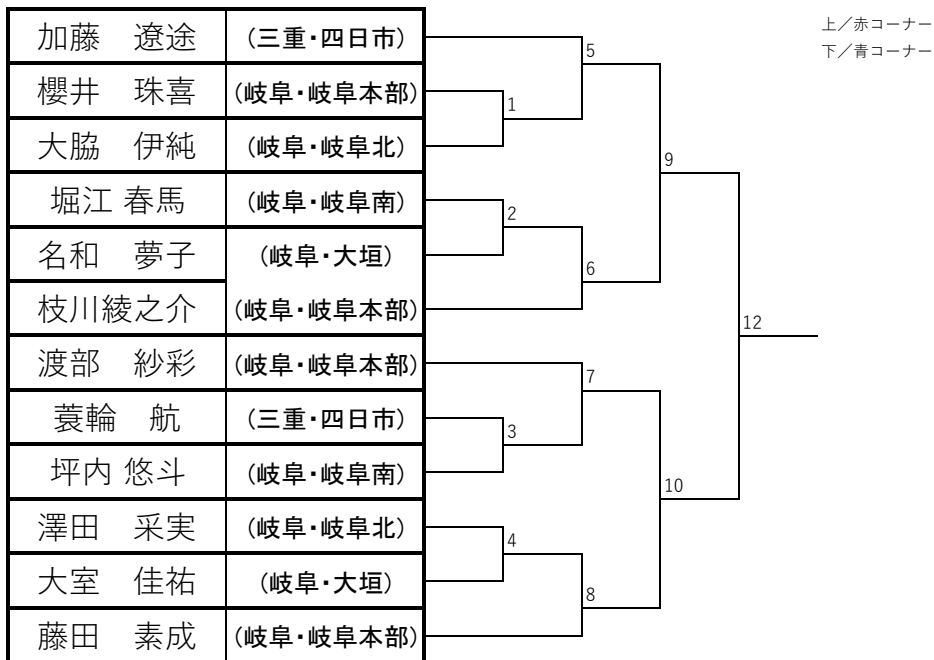 加藤　遼途 (三重・四日市)
櫻井　珠喜 (岐阜・岐阜本部)
大脇　伊純 (岐阜・岐阜北)
堀江 春馬 (岐阜・岐阜南)
名和　夢子 (岐阜・大垣)
枝川綾之介 (岐阜・岐阜本部)
渡部　紗彩 (岐阜・岐阜本部)
蓑輪　航 (三重・四日市)
坪内 悠斗 (岐阜・岐阜南)
澤田　采実 (岐阜・岐阜北)
大室　佳祐 (岐阜・大垣)
藤田　素成 (岐阜・岐阜本部)
1
2
3
4
5
6
7
8
9
10
12
上／赤コーナー
下／青コーナー